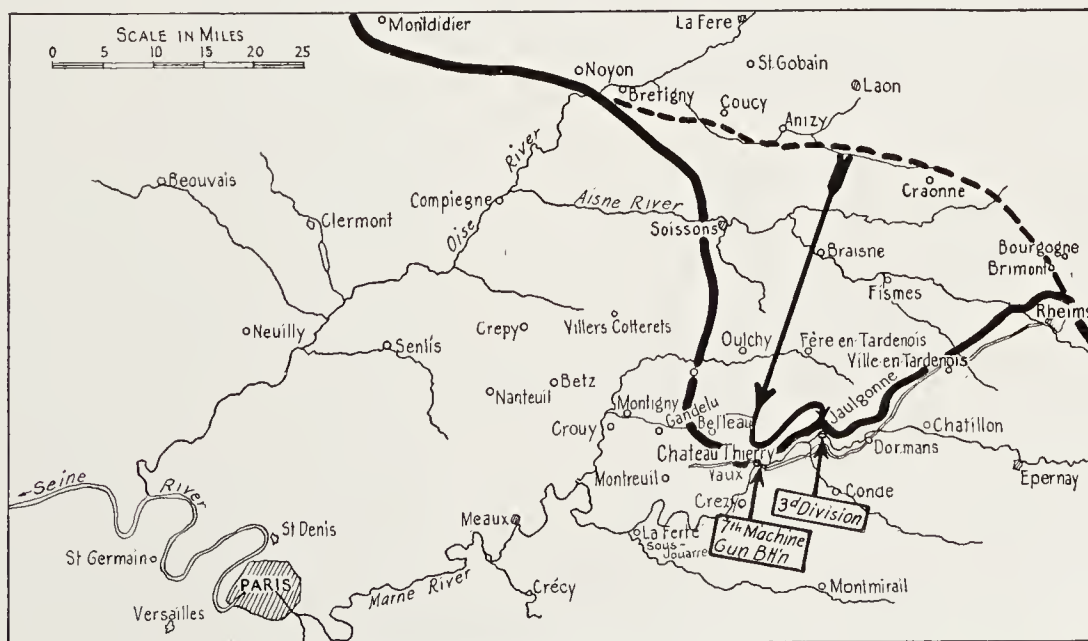 SCALE IN MILES
0 5 10 15 20 25
Montdidier
La Fere
Noyon
Bretigny
St. Gobain
Coucy
Laon
Anizy
Craonne
Beauvais
Clermont
Compiegne
Oise River
Aisne River
Soissons
Braisne
Bourgogne
Brimont
Fismes
Rheims
Neuilly
Senlis
Crepy
Villers Cotterets
Oulchy
Fère en Tardenois
Ville-en-Tardenois
Nanteuil
Betz
Montigny
Gandelu
Belleau
Jaulgonne
Crouy
Chateau Thierry
Vaux
Dormans
Chatillon
Epernay
Montreuil
Crezy
Conde
3d Division
7th Machine
Gun Bt'n
Seine River
St Germain
St Denis
PARIS
Versailles
Meaux
La Ferté
Sous-
Jouarre
Crécy
Marne River
Montmirail